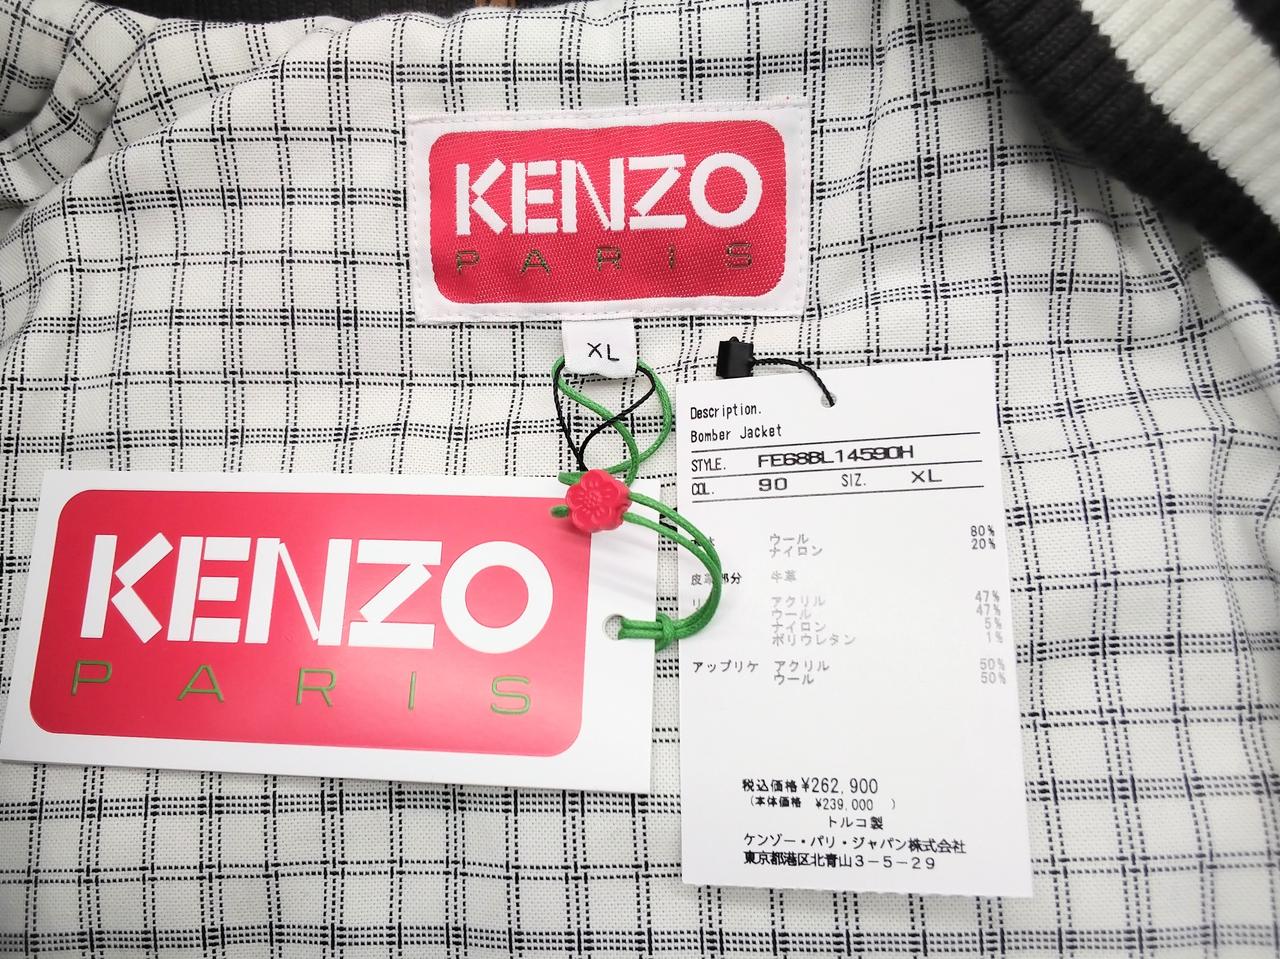 KENZO
PARIS
XL
KENZO
PARIS
Description.
Bomber Jacket
STYLE. FE68BL14590H
COL. 90 SIZ. XL
ウール 80%
ナイロン 20%
皮革部分 牛革
リ アクリル 47%
ウール 47%
ナイロン 5%
ポリウレタン 1%
アップリケ アクリル 50%
ウール 50%
税込価格 ¥262,900
(本体価格 ¥239,000 )
トルコ製
ケンゾー・パリ・ジャパン株式会社
東京都港区北青山3-5-29